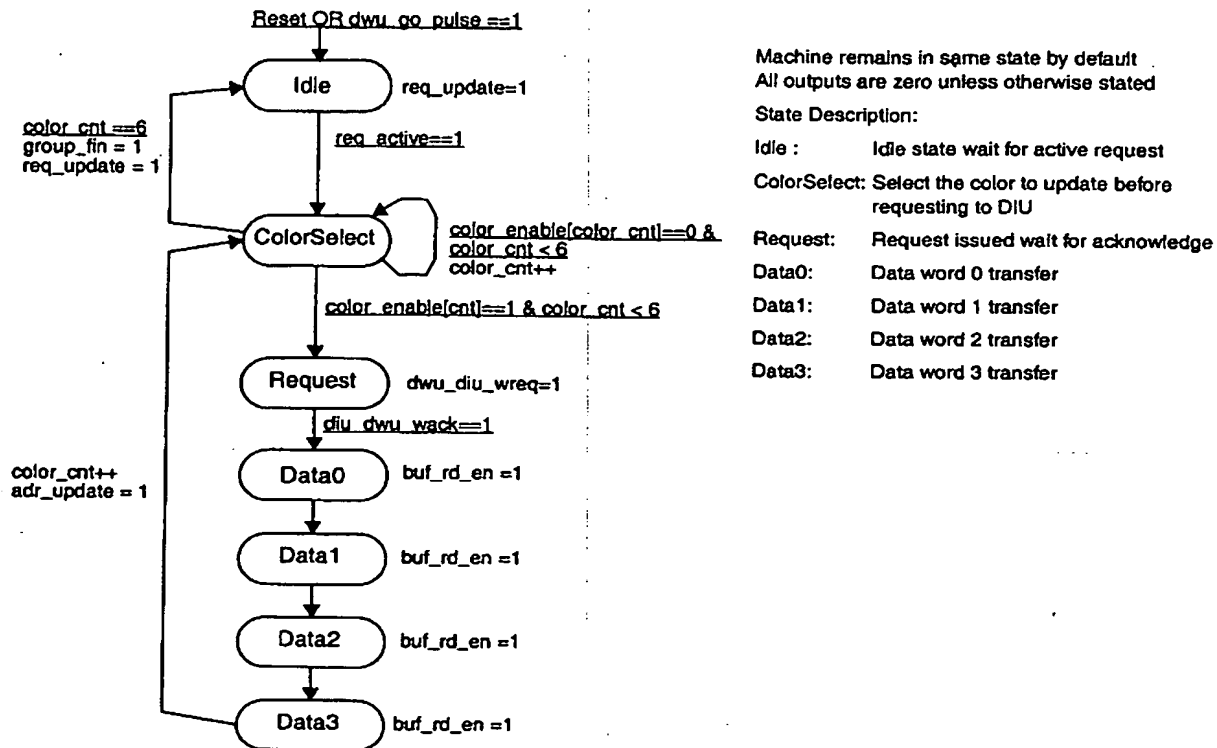 Reset OR dwu_go_pulse ==1
Idle
req_update=1
color_cnt ==6
group_fin = 1
req_update = 1
req_active==1
ColorSelect
color_enable[color_cnt]==0 &
color_cnt < 6
color_cnt++
color_enable[cnt]==1 & color_cnt < 6
Request
dwu_diu_wreq=1
diu_dwu_wack==1
Data0
buf_rd_en =1
color_cnt++
adr_update = 1
Data1
buf_rd_en =1
Data2
buf_rd_en =1
Data3
buf_rd_en =1
Machine remains in same state by default
All outputs are zero unless otherwise stated
State Description:
Idle : Idle state wait for active request
ColorSelect: Select the color to update before
requesting to DIU
Request: Request issued wait for acknowledge
Data0: Data word 0 transfer
Data1: Data word 1 transfer
Data2: Data word 2 transfer
Data3: Data word 3 transfer